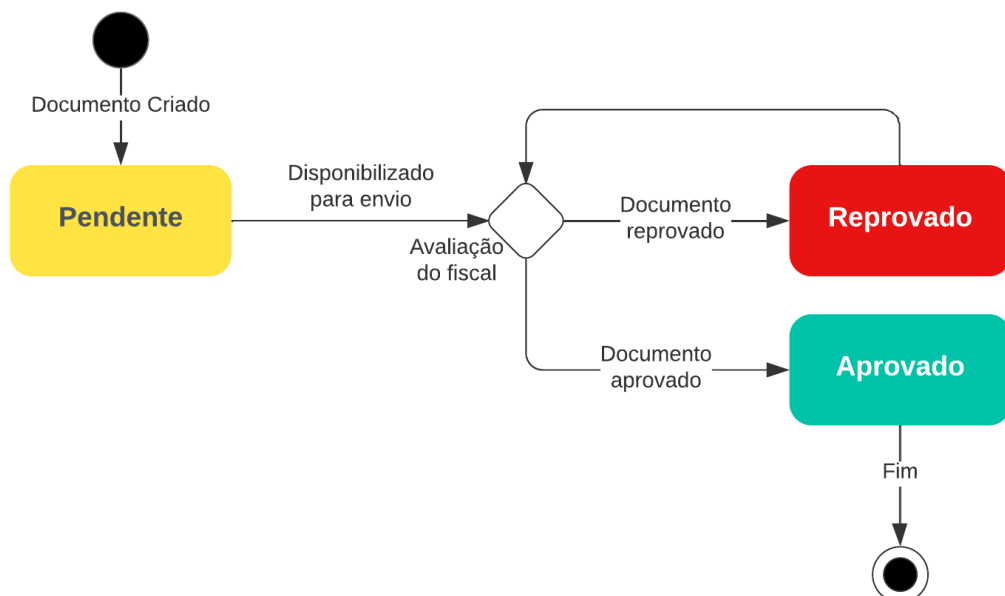 Documento Criado
Pendente
Disponibilizado
para envio
Avaliação
do fiscal
Documento
reprovado
Reprovado
Documento
aprovado
Aprovado
Fim